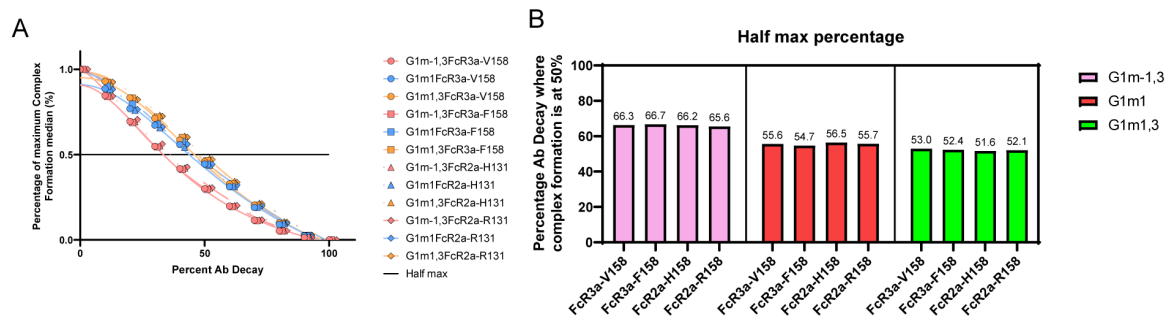 A
Percentage of maximum Complex
Formation median (%)
1.0
0.5
0.0
0
50
100
Percent Ab Decay
G1m-1,3FcR3a-V158
G1m1FcR3a-V158
G1m1,3FcR3a-V158
G1m-1,3FcR3a-F158
G1m1FcR3a-F158
G1m1,3FcR3a-F158
G1m-1,3FcR2a-H131
G1m1FcR2a-H131
G1m1,3FcR2a-H131
G1m-1,3FcR2a-R131
G1m1FcR2a-R131
G1m1,3FcR2a-R131
Half max
B
Half max percentage
Percentage Ab Decay where
complex formation is at 50%
100
80
60
40
20
0
66.3
66.7
66.2
65.6
55.6
54.7
56.5
55.7
53.0
52.4
51.6
52.1
FcR3a-V158
FcR3a-F158
FcR2a-H158
FcR2a-R158
FcR3a-V158
FcR3a-F158
FcR2a-H158
FcR2a-R158
FcR3a-V158
FcR3a-F158
FcR2a-H158
FcR2a-R158
G1m-1,3
G1m1
G1m1,3